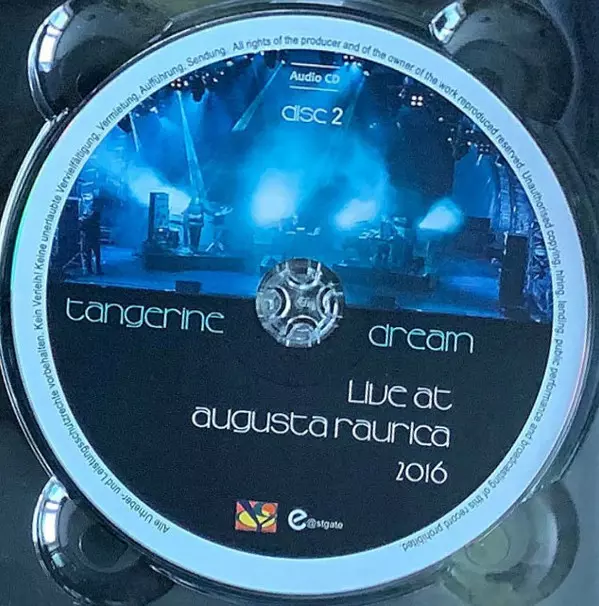 Alle Urheber- und Leistungsschutzrechte vorbehalten. Kein Verleih! Keine unerlaubte Vervielfältigung, Vermietung, Aufführung, Sendung. All rights of the producer and of the owner of the work reproduced reserved. Unauthorised copying, hiring, lending, public performance and broadcasting of this record prohibited.
Audio CD
disc 2
tangerine dream
Live at
augusta raurica
2016
e@stgate